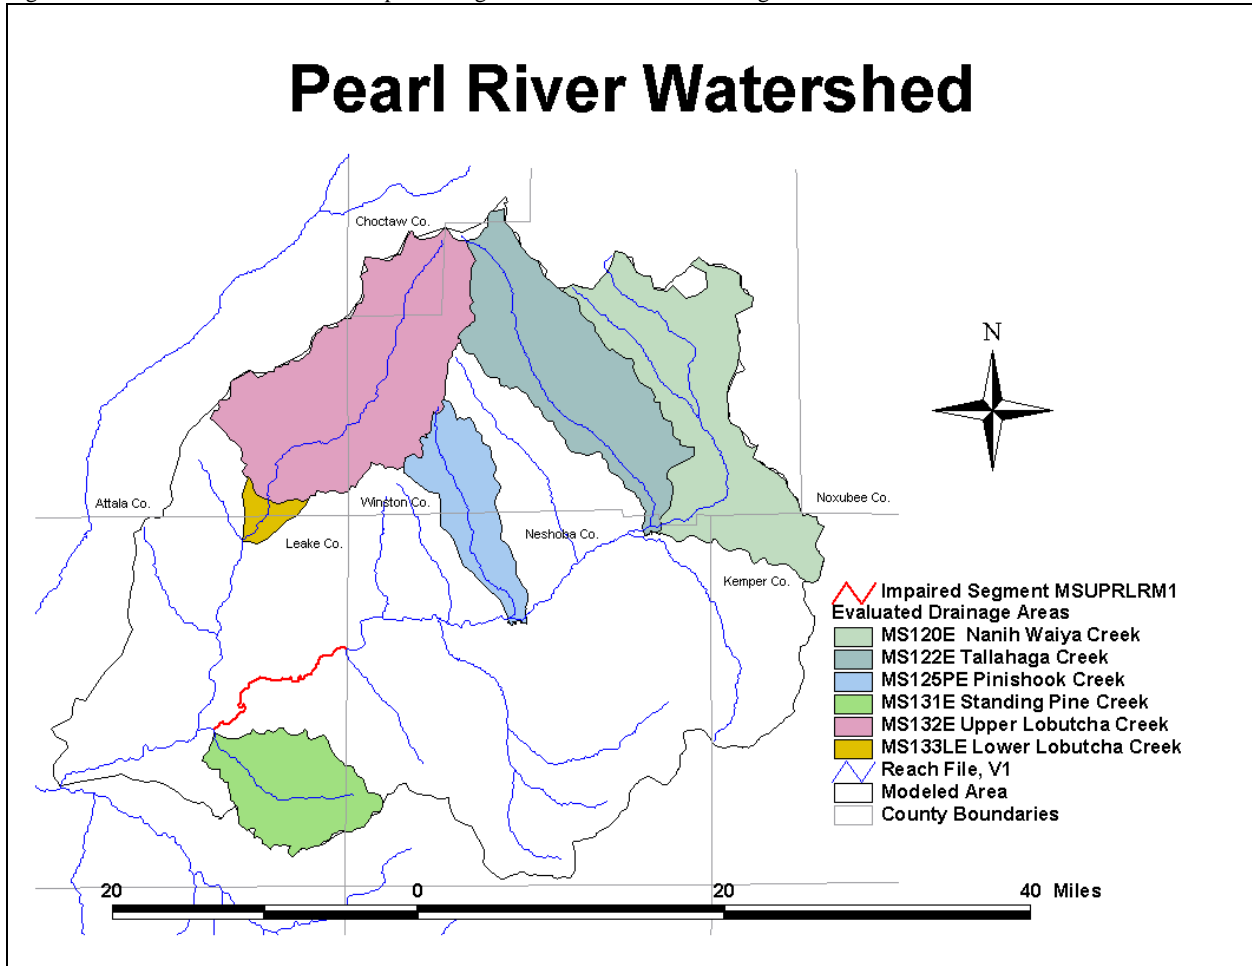 Pearl River Watershed
Choctaw Co.
N
Attala Co.
Winston Co.
Noxubee Co.
Leake Co.
Neshoba Co.
Kemper Co.
Impaired Segment MSUPRLRM1
Evaluated Drainage Areas
MS120E Nanih Waiya Creek
MS122E Tallahaga Creek
MS125PE Pinishook Creek
MS131E Standing Pine Creek
MS132E Upper Lobutcha Creek
MS133LE Lower Lobutcha Creek
Reach File, V1
Modeled Area
County Boundaries
20 0 20 40 Miles